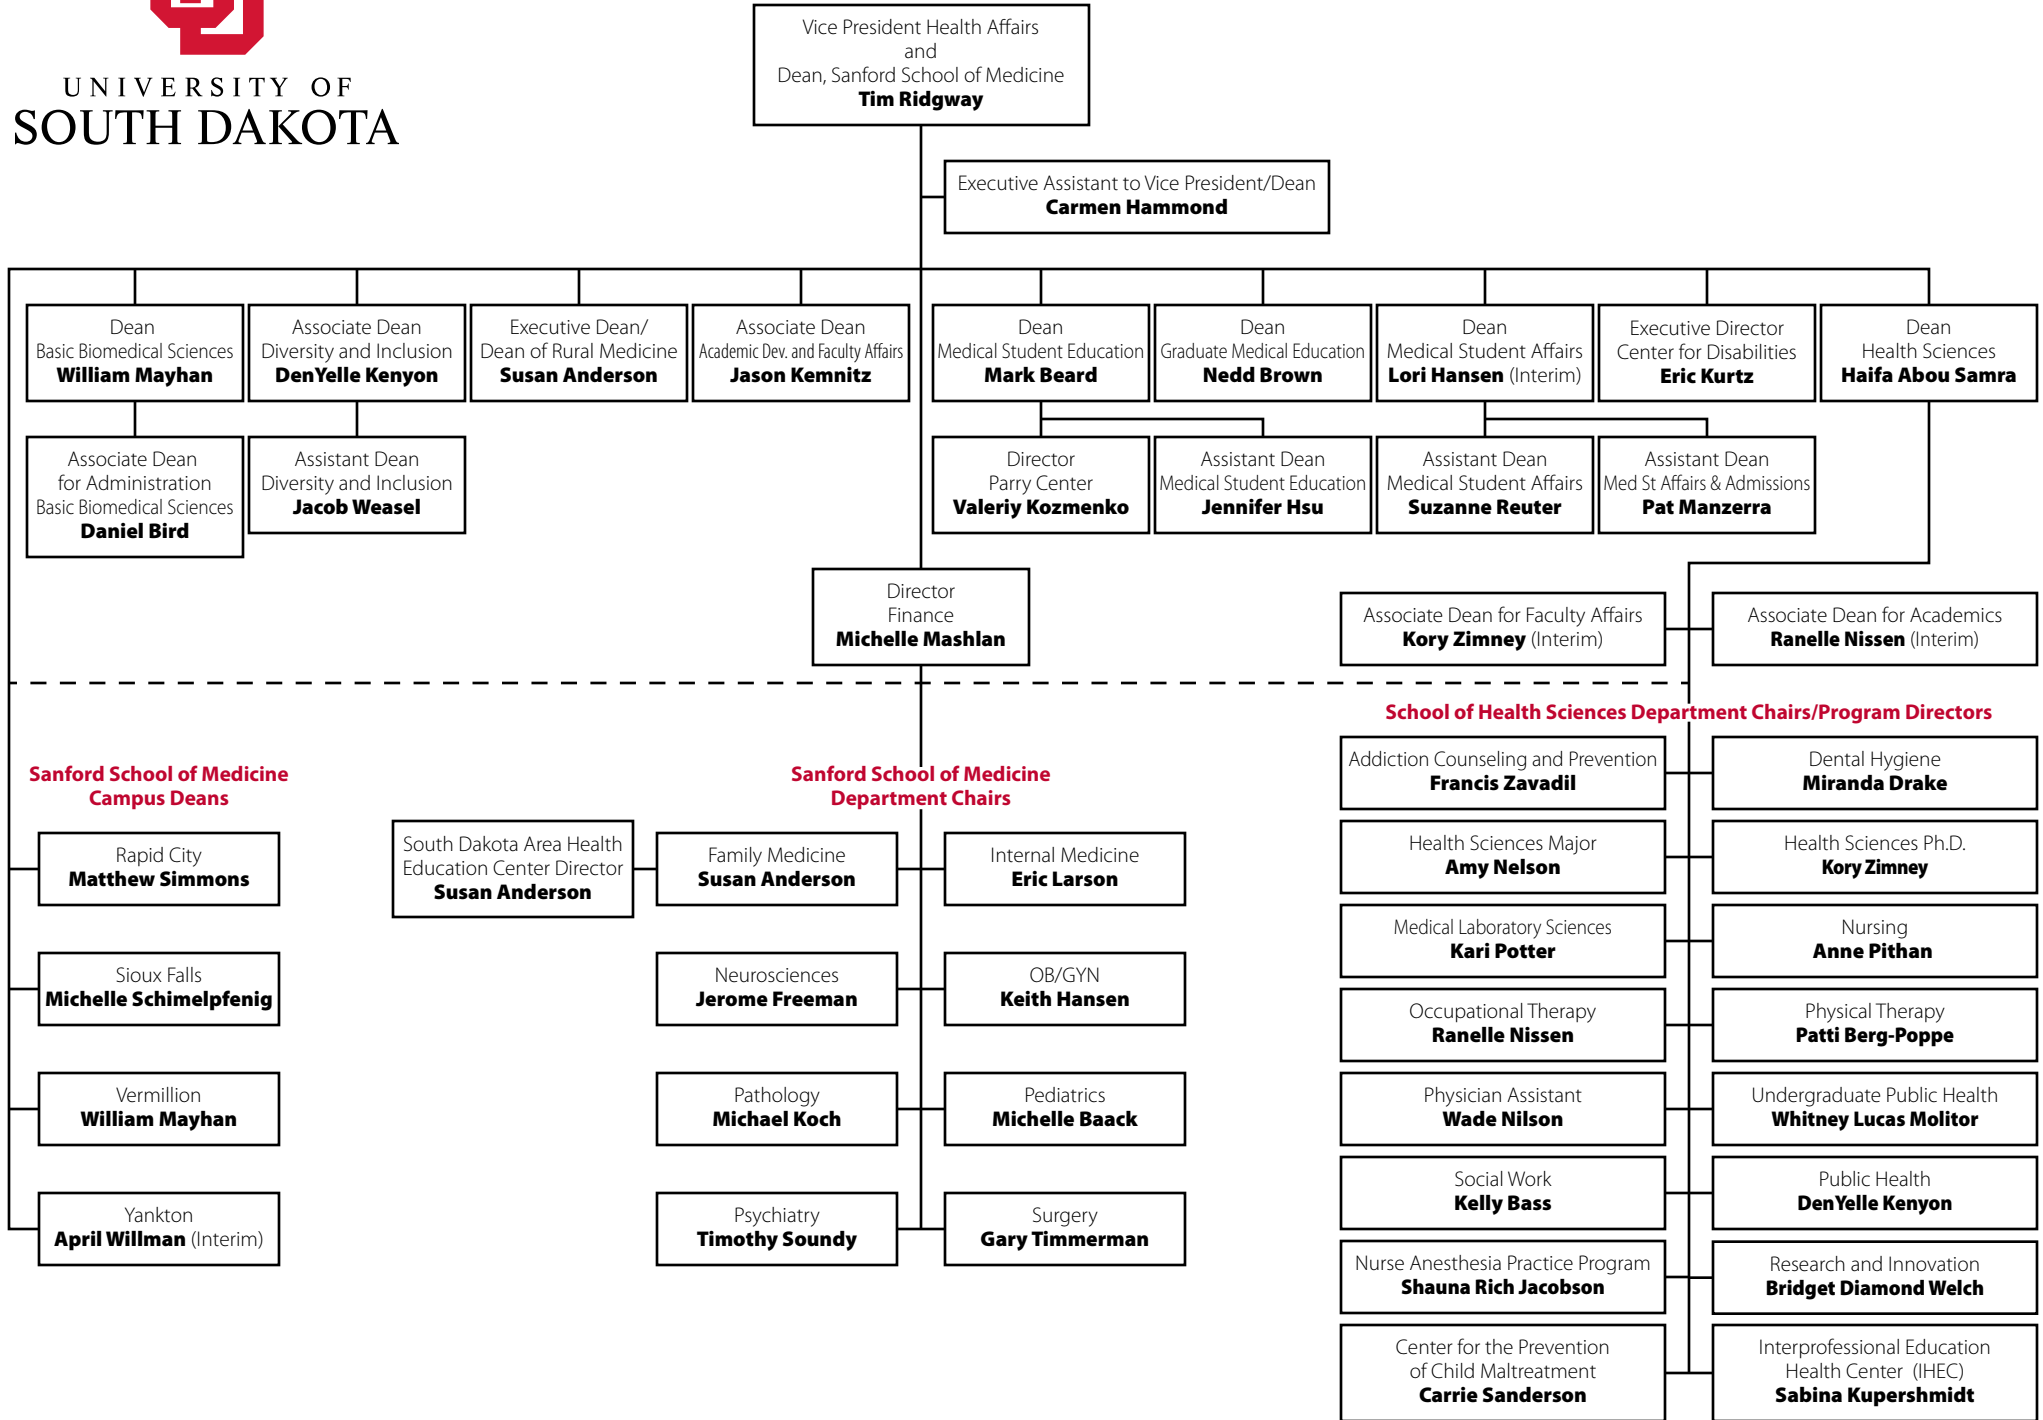 UNIVERSITY OF
SOUTH DAKOTA
Vice President Health Affairs
and
Dean, Sanford School of Medicine
Tim Ridgway
Executive Assistant to Vice President/Dean
Carmen Hammond
Dean
Basic Biomedical Sciences
William Mayhan
Associate Dean
Diversity and Inclusion
DenYelle Kenyon
Executive Dean/
Dean of Rural Medicine
Susan Anderson
Associate Dean
Academic Dev. and Faculty Affairs
Jason Kemnitz
Dean
Medical Student Education
Mark Beard
Dean
Graduate Medical Education
Nedd Brown
Dean
Medical Student Affairs
Lori Hansen (Interim)
Executive Director
Center for Disabilities
Eric Kurtz
Dean
Health Sciences
Haifa Abou Samra
Associate Dean
for Administration
Basic Biomedical Sciences
Daniel Bird
Assistant Dean
Diversity and Inclusion
Jacob Weasel
Director
Parry Center
Valeriy Kozmenko
Assistant Dean
Medical Student Education
Jennifer Hsu
Assistant Dean
Medical Student Affairs
Suzanne Reuter
Assistant Dean
Med St Affairs & Admissions
Pat Manzerra
Director
Finance
Michelle Mashlan
Associate Dean for Faculty Affairs
Kory Zimney (Interim)
Associate Dean for Academics
Ranelle Nissen (Interim)
Sanford School of Medicine
Campus Deans
Rapid City
Matthew Simmons
Sioux Falls
Michelle Schimelpfenig
Vermillion
William Mayhan
Yankton
April Willman (Interim)
Sanford School of Medicine
Department Chairs
South Dakota Area Health
Education Center Director
Susan Anderson
Family Medicine
Susan Anderson
Internal Medicine
Eric Larson
Neurosciences
Jerome Freeman
OB/GYN
Keith Hansen
Pathology
Michael Koch
Pediatrics
Michelle Baack
Psychiatry
Timothy Soundy
Surgery
Gary Timmerman
School of Health Sciences Department Chairs/Program Directors
Addiction Counseling and Prevention
Francis Zavadil
Dental Hygiene
Miranda Drake
Health Sciences Major
Amy Nelson
Health Sciences Ph.D.
Kory Zimney
Medical Laboratory Sciences
Kari Potter
Nursing
Anne Pithan
Occupational Therapy
Ranelle Nissen
Physical Therapy
Patti Berg-Poppe
Physician Assistant
Wade Nilson
Undergraduate Public Health
Whitney Lucas Molitor
Social Work
Kelly Bass
Public Health
DenYelle Kenyon
Nurse Anesthesia Practice Program
Shauna Rich Jacobson
Research and Innovation
Bridget Diamond Welch
Center for the Prevention
of Child Maltreatment
Carrie Sanderson
Interprofessional Education
Health Center (IHEC)
Sabina Kupershmidt